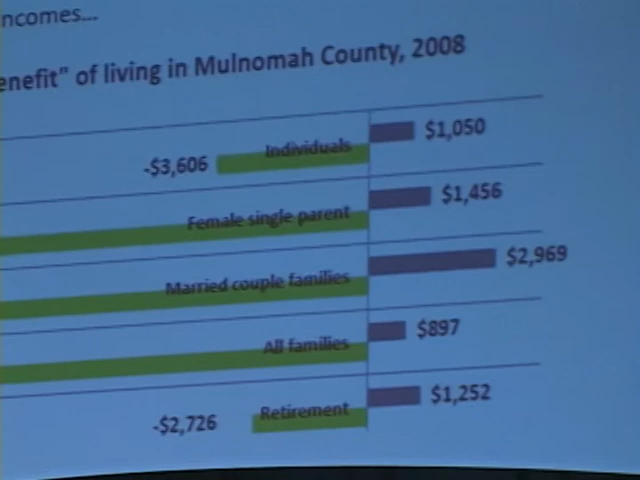 ncomes...
enefit" of living in Mulnomah County, 2008
Individuals $1,050
-$3,606
Female single parent $1,456
Married couple families $2,969
All families $897
Retirement $1,252
-$2,726